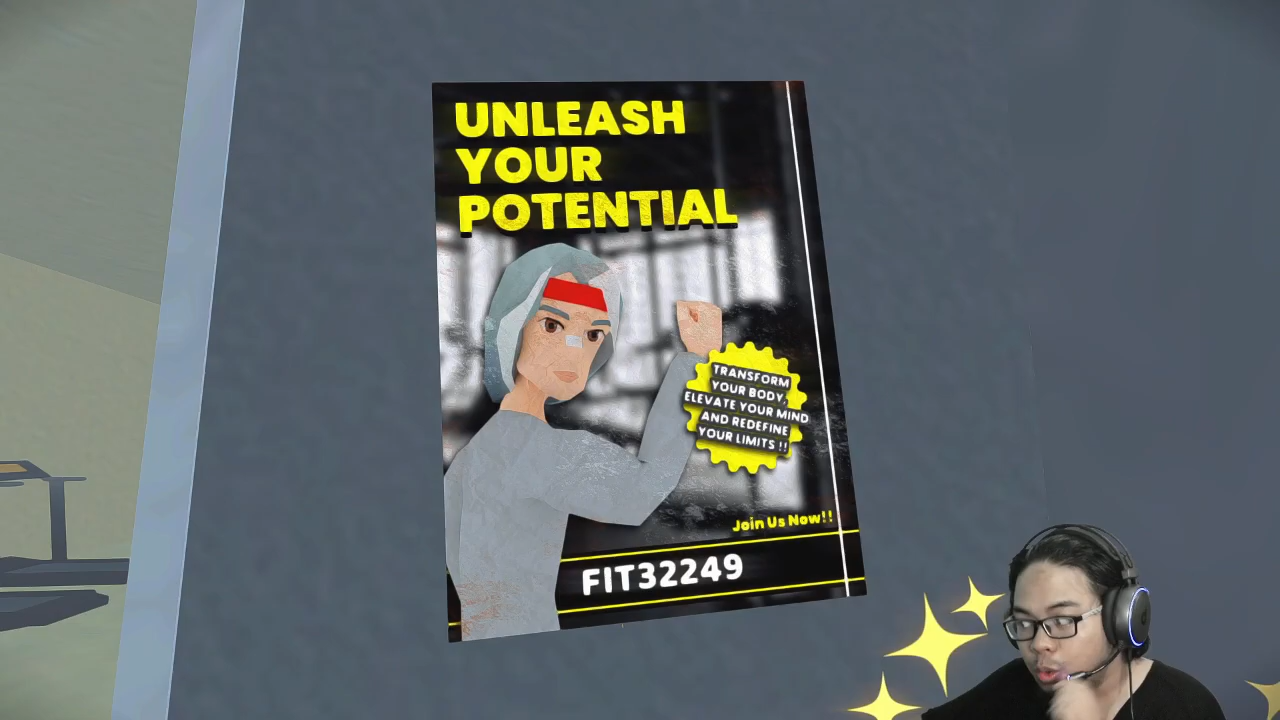 UNLEASH
YOUR
POTENTIAL
TRANSFORM
YOUR BODY,
ELEVATE YOUR MIND
AND REDEFINE
YOUR LIMITS !!
Join Us Now!!
FIT32249